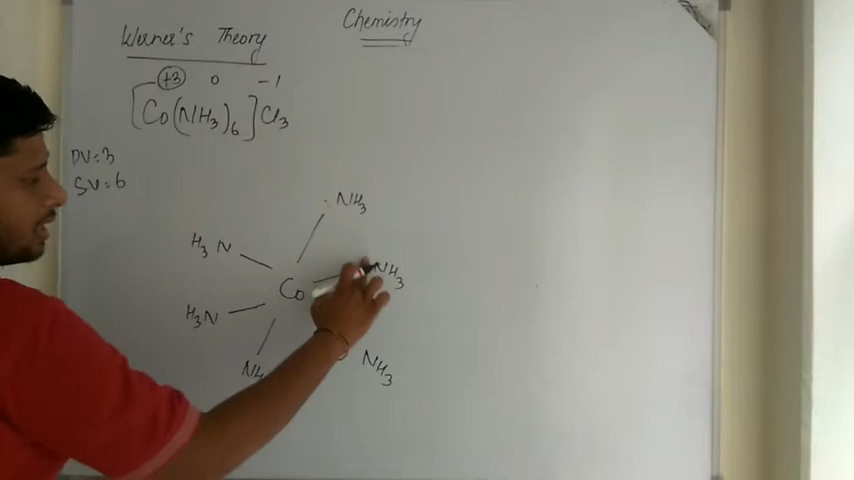 Chemistry
Werner's Theory
+3 0 -1
[Co(NH3)6]Cl3
DV=3
SV=6
NH3
H3N
NH3
Co
H3N
NH3